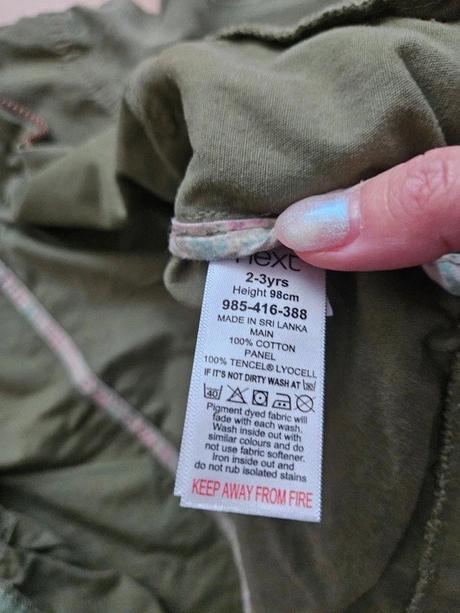 next
2-3yrs
Height 98cm
985-416-388
MADE IN SRI LANKA
MAIN
100% COTTON
PANEL
100% TENCEL® LYOCELL
IF IT'S NOT DIRTY WASH AT 30
40
Pigment dyed fabric will
fade with each wash.
Wash inside out with
similar colours and do
not use fabric softener.
Iron inside out and
do not rub isolated stains
KEEP AWAY FROM FIRE